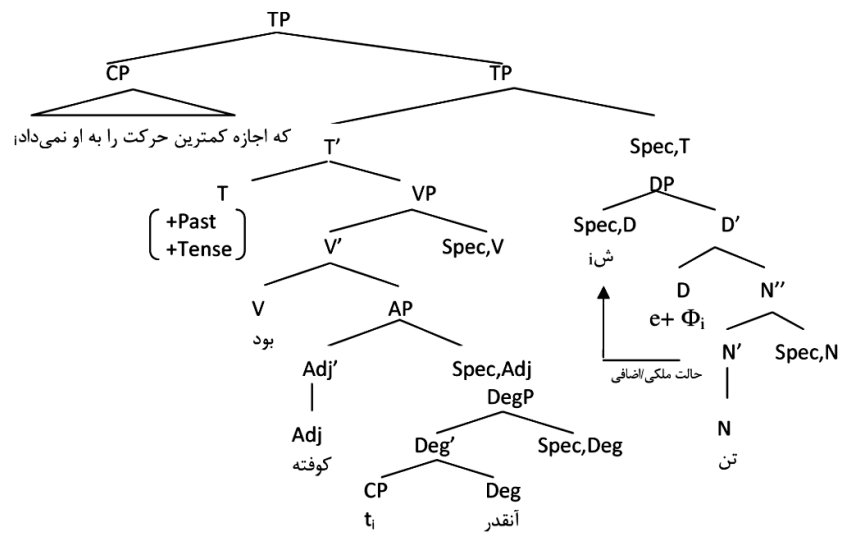 TP
CP TP
که اجازه کمترین حرکت را به او نمی‌دادi
T' Spec,T
T VP DP
+Past
+Tense
V' Spec,V Spec,D D'
شi
V AP D N''
بود e+ Φi
Adj' Spec,Adj N' Spec,N
حالت ملکی/اضافی
DegP
Adj Deg' Spec,Deg N
کوفته تن
CP Deg
ti آنقدر